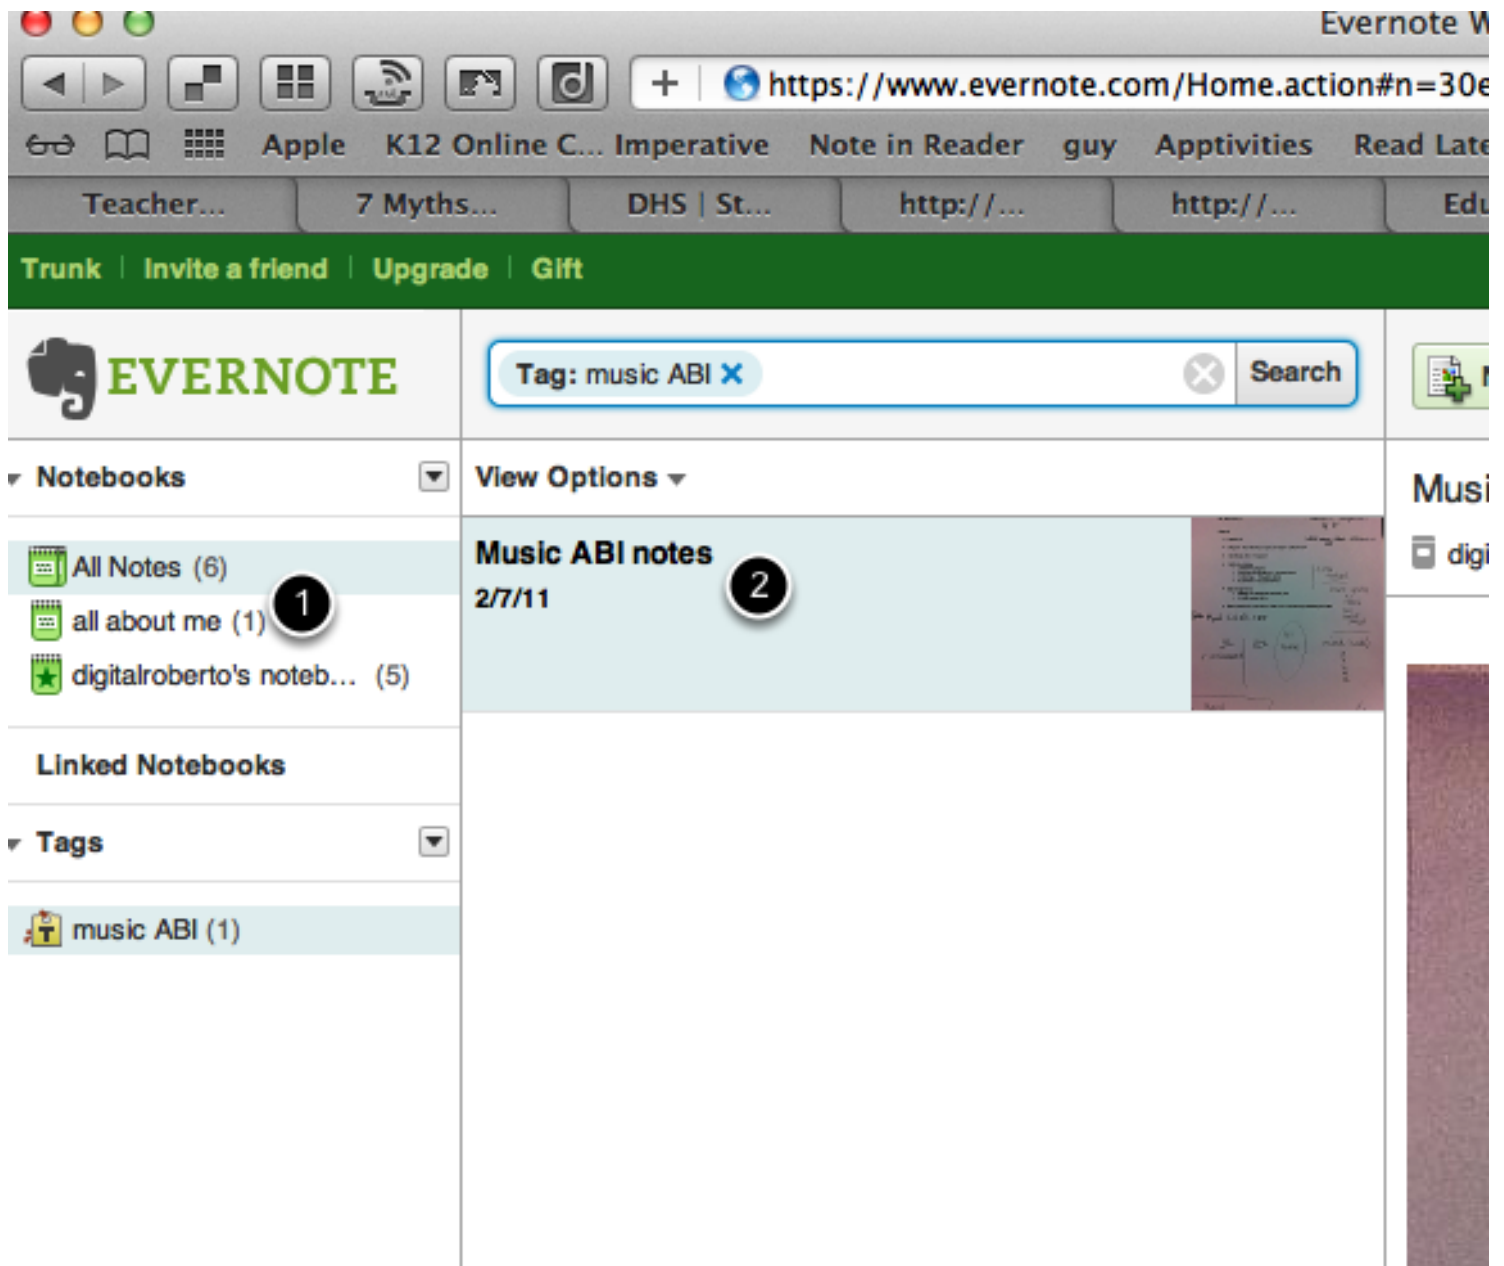 Evernote W
https://www.evernote.com/Home.action#n=30e
Apple K12 Online C... Imperative Note in Reader guy Apptivities Read Late
Teacher... 7 Myths... DHS | St... http://... http://... Edu
Trunk | Invite a friend | Upgrade | Gift
EVERNOTE
Tag: music ABI
Search
Notebooks
All Notes (6)
1
all about me (1)
digitalroberto's noteb... (5)
Linked Notebooks
Tags
music ABI (1)
View Options
Music ABI notes
2/7/11
2
Musi
digi